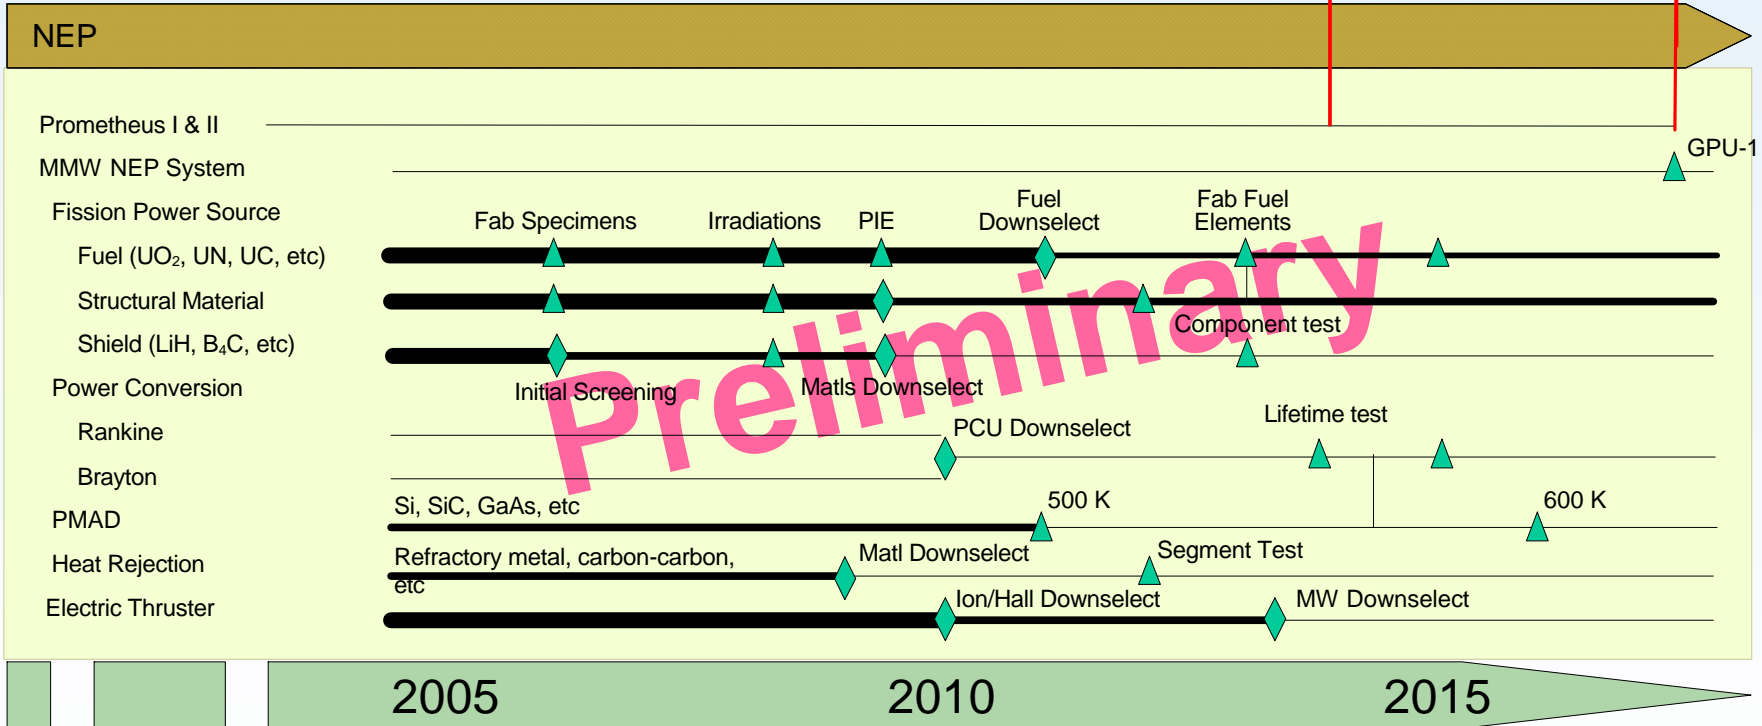 NEP
Prometheus I & II
GPU-1
MMW NEP System
Fission Power Source
Fab Specimens
Irradiations
PIE
Fuel
Downselect
Fab Fuel
Elements
Fuel (UO₂, UN, UC, etc)
Structural Material
Component test
Shield (LiH, B₄C, etc)
Initial Screening
Matls Downselect
Preliminary
Power Conversion
Rankine
PCU Downselect
Lifetime test
Brayton
PMAD
Si, SiC, GaAs, etc
500 K
600 K
Heat Rejection
Refractory metal, carbon-carbon,
etc
Matl Downselect
Segment Test
Electric Thruster
Ion/Hall Downselect
MW Downselect
2005
2010
2015